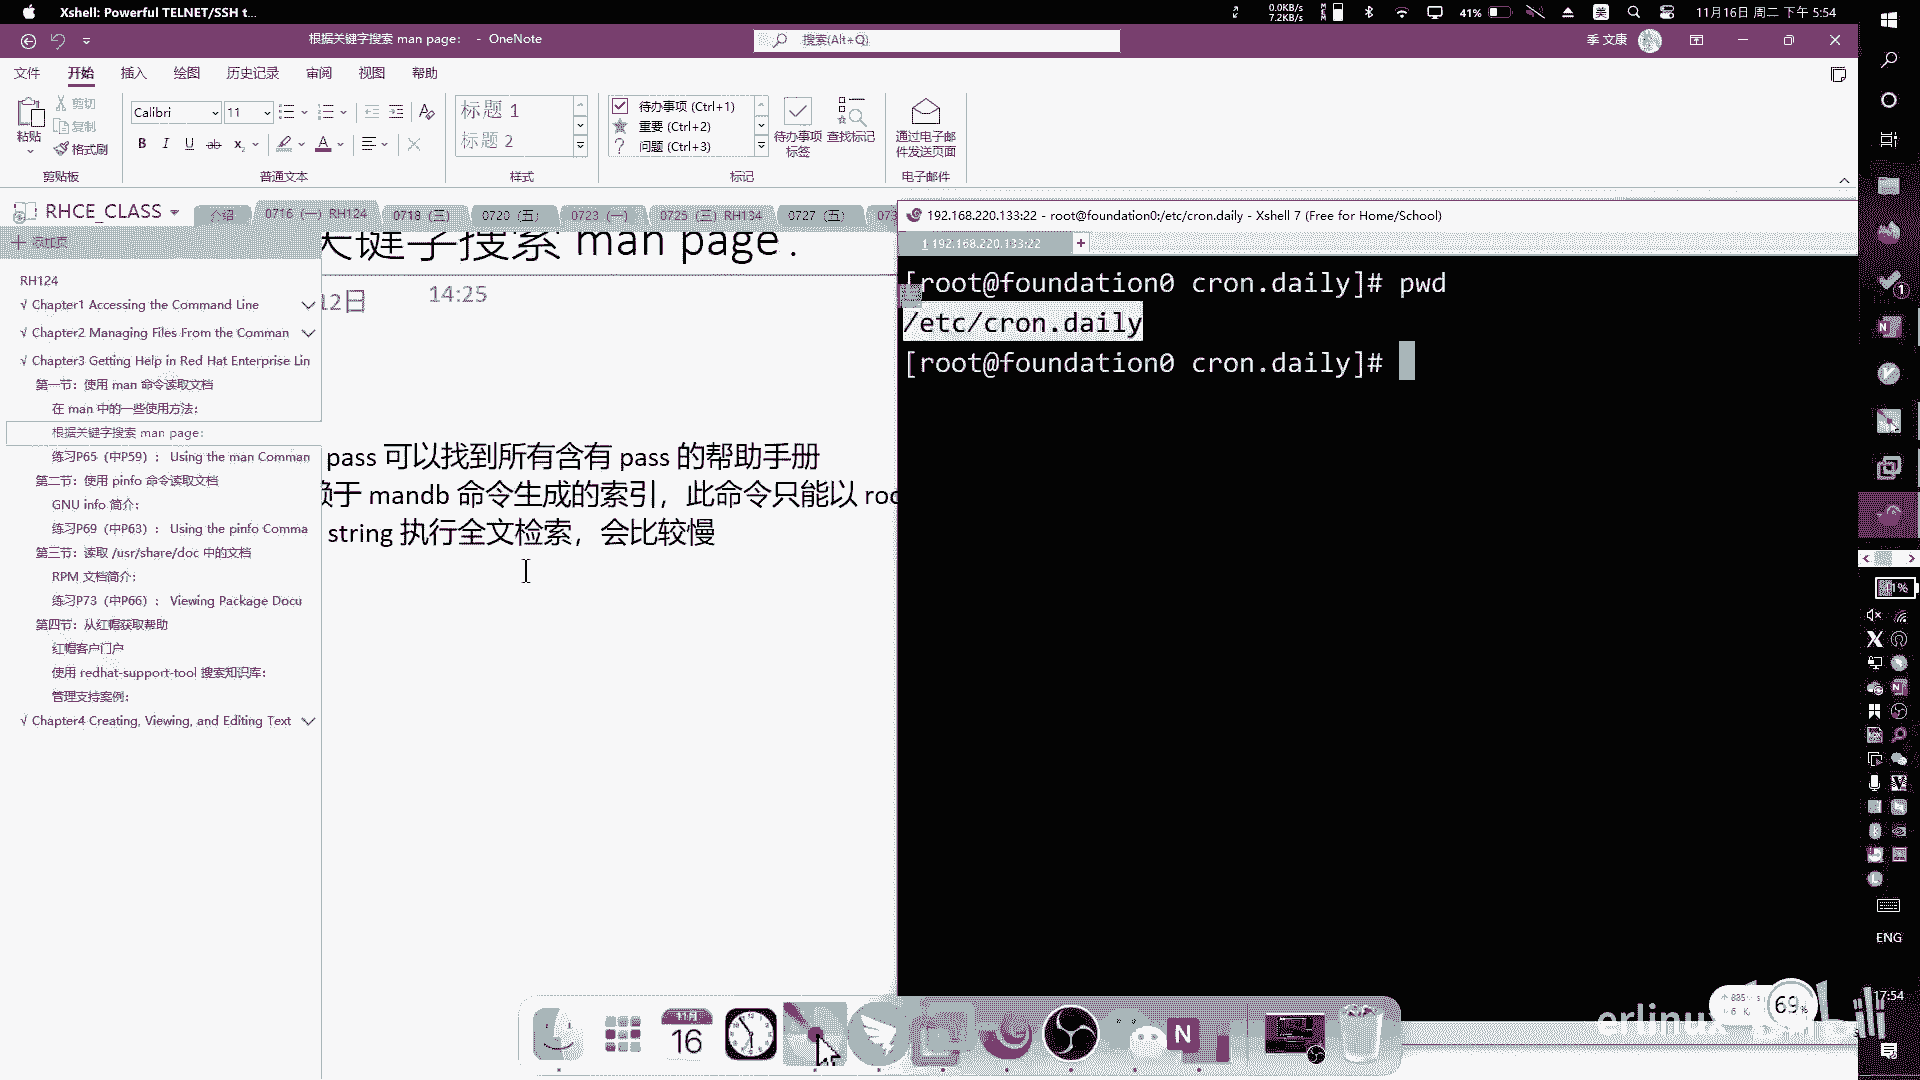 Xshell: Powerful TELNET/SSH t...
0.0KB/s
7.2KB/s
41%
美
11月16日 周二 下午 5:54
根据关键字搜索 man page: - OneNote
搜索(Alt+Q)
季 文康
文件 开始 插入 绘图 历史记录 审阅 视图 帮助
粘贴
剪切
复制
格式刷
剪贴板
Calibri 11
普通文本
标题 1
标题 2
样式
待办事项 (Ctrl+1)
重要 (Ctrl+2)
问题 (Ctrl+3)
待办事项
标签
查找标记
标记
通过电子邮
件发送页面
电子邮件
RHCE_CLASS
介绍 0716 (一) RH124 0718 (三) 0720 (五) 0723 (一) 0725 (三) RH134 0727 (五) 073
添加页
RH124
√ Chapter1 Accessing the Command Line
√ Chapter2 Managing Files From the Comman
√ Chapter3 Getting Help in Red Hat Enterprise Lin
第一节：使用 man 命令读取文档
在 man 中的一些使用方法：
根据关键字搜索 man page：
练习P65（中P59）： Using the man Comman
第二节：使用 pinfo 命令读取文档
GNU info 简介：
练习P69（中P63）： Using the pinfo Comma
第三节：读取 /usr/share/doc 中的文档
RPM 文档简介：
练习P73（中P66）： Viewing Package Docu
第四节：从红帽获取帮助
红帽客户门户
使用 redhat-support-tool 搜索知识库：
管理支持案例：
√ Chapter4 Creating, Viewing, and Editing Text
关键字搜索 man page：
12日 14:25
pass 可以找到所有含有 pass 的帮助手册
赖于 mandb 命令生成的索引，此命令只能以 roo
string 执行全文检索，会比较慢
192.168.220.133:22 - root@foundation0:/etc/cron.daily - Xshell 7 (Free for Home/School)
1 192.168.220.133:22
[root@foundation0 cron.daily]# pwd
/etc/cron.daily
[root@foundation0 cron.daily]#
ENG
17:54
11月
16
69%
erlinux